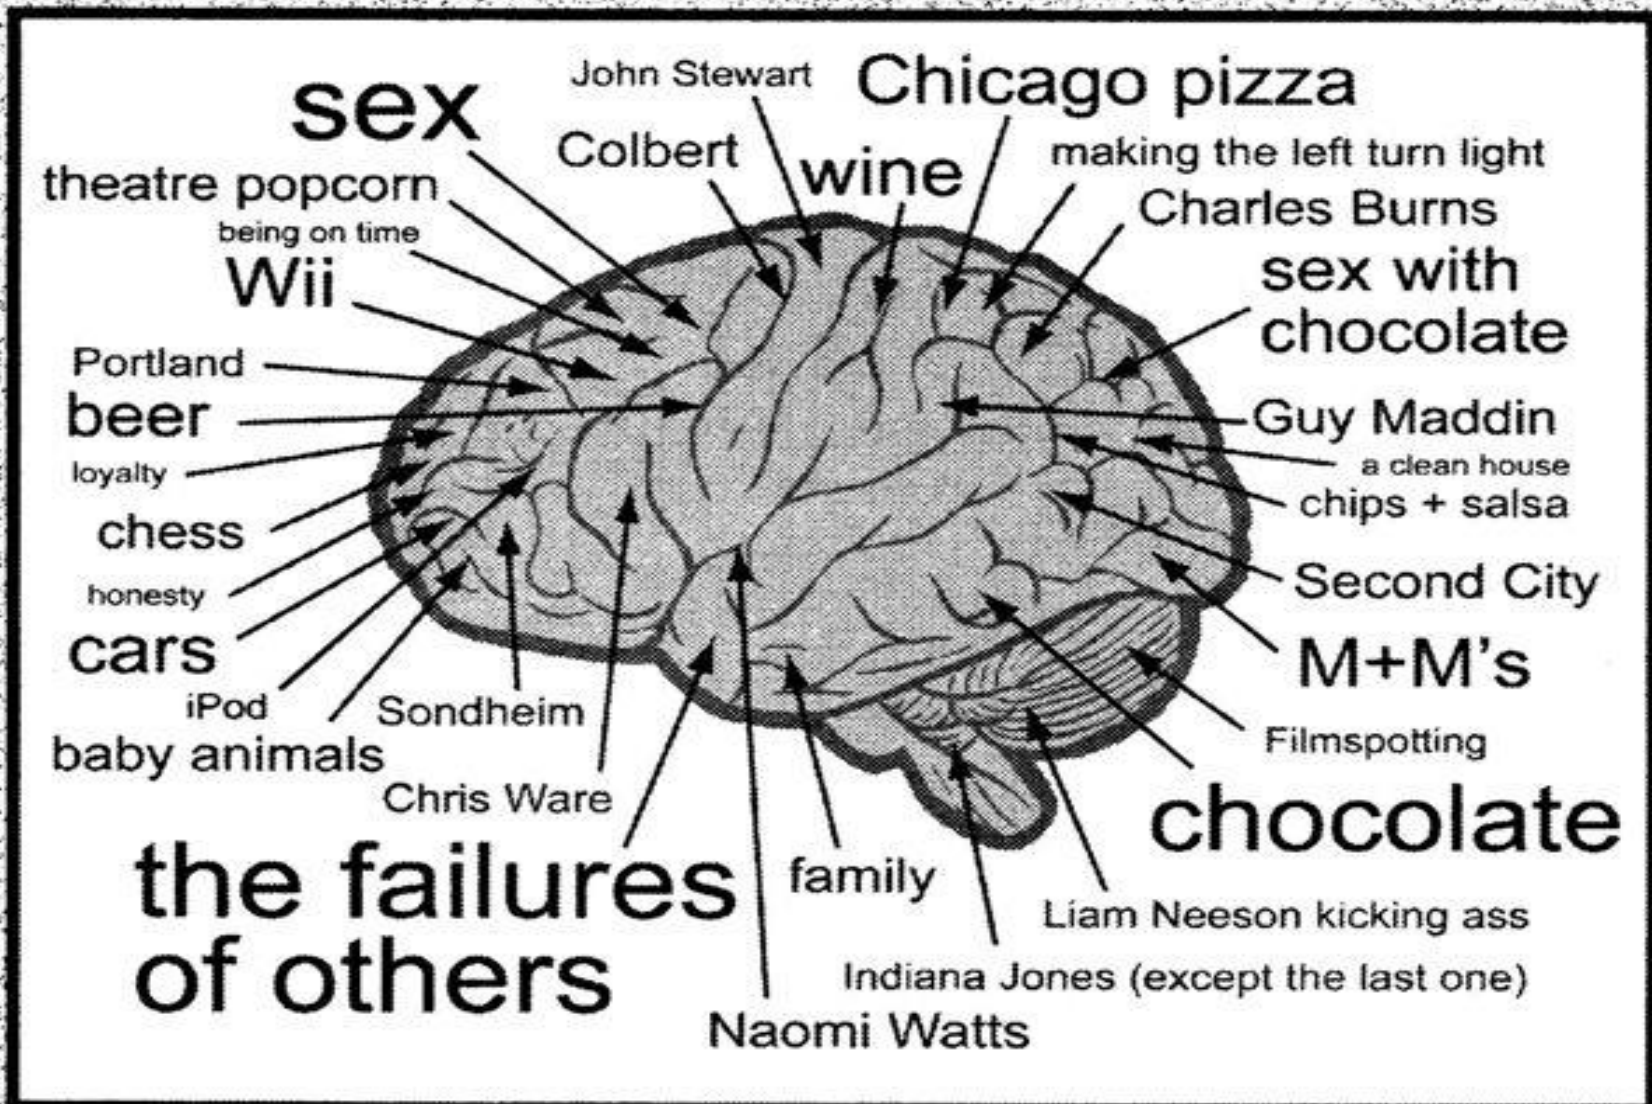 sex
John Stewart
Chicago pizza
Colbert
wine
making the left turn light
theatre popcorn
Charles Burns
being on time
Wii
sex with
chocolate
Portland
beer
Guy Maddin
loyalty
a clean house
chips + salsa
chess
honesty
Second City
cars
M+M's
iPod
Sondheim
Filmspotting
baby animals
Chris Ware
chocolate
the failures
of others
family
Liam Neeson kicking ass
Indiana Jones (except the last one)
Naomi Watts